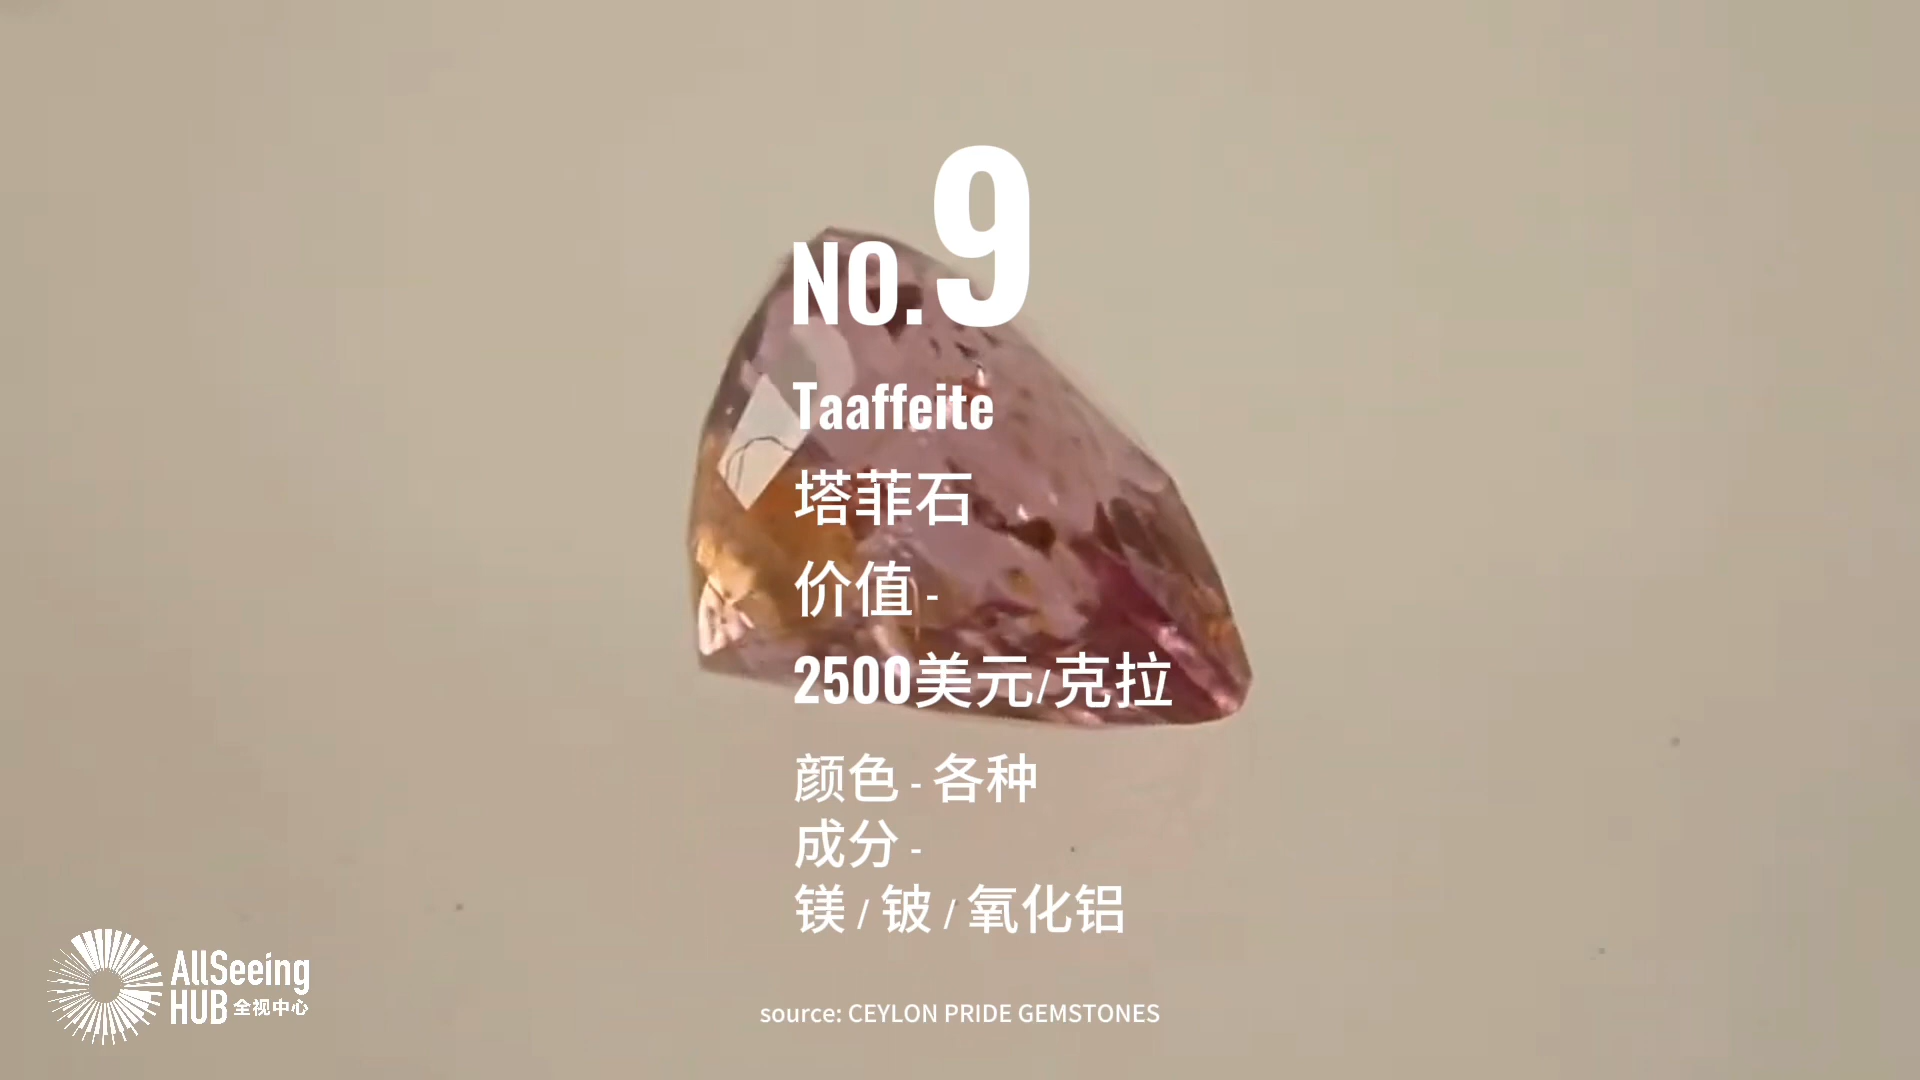 NO.9
Taaffeite
塔菲石
价值 -
2500美元/克拉
颜色 - 各种
成分 -
镁 / 铍 / 氧化铝
AllSeeing
HUB 全视中心
source: CEYLON PRIDE GEMSTONES